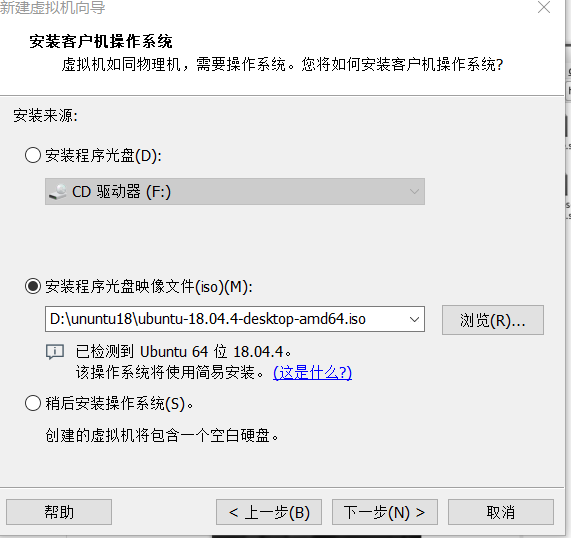 新建虚拟机向导
安装客户机操作系统
虚拟机如同物理机，需要操作系统。您将如何安装客户机操作系统?
安装来源:
安装程序光盘(D):
CD 驱动器 (F:)
安装程序光盘映像文件(iso)(M):
D:\ununtu18\ubuntu-18.04.4-desktop-amd64.iso
浏览(R)...
已检测到 Ubuntu 64 位 18.04.4。
该操作系统将使用简易安装。(这是什么?)
稍后安装操作系统(S)。
创建的虚拟机将包含一个空白硬盘。
帮助
< 上一步(B)
下一步(N) >
取消